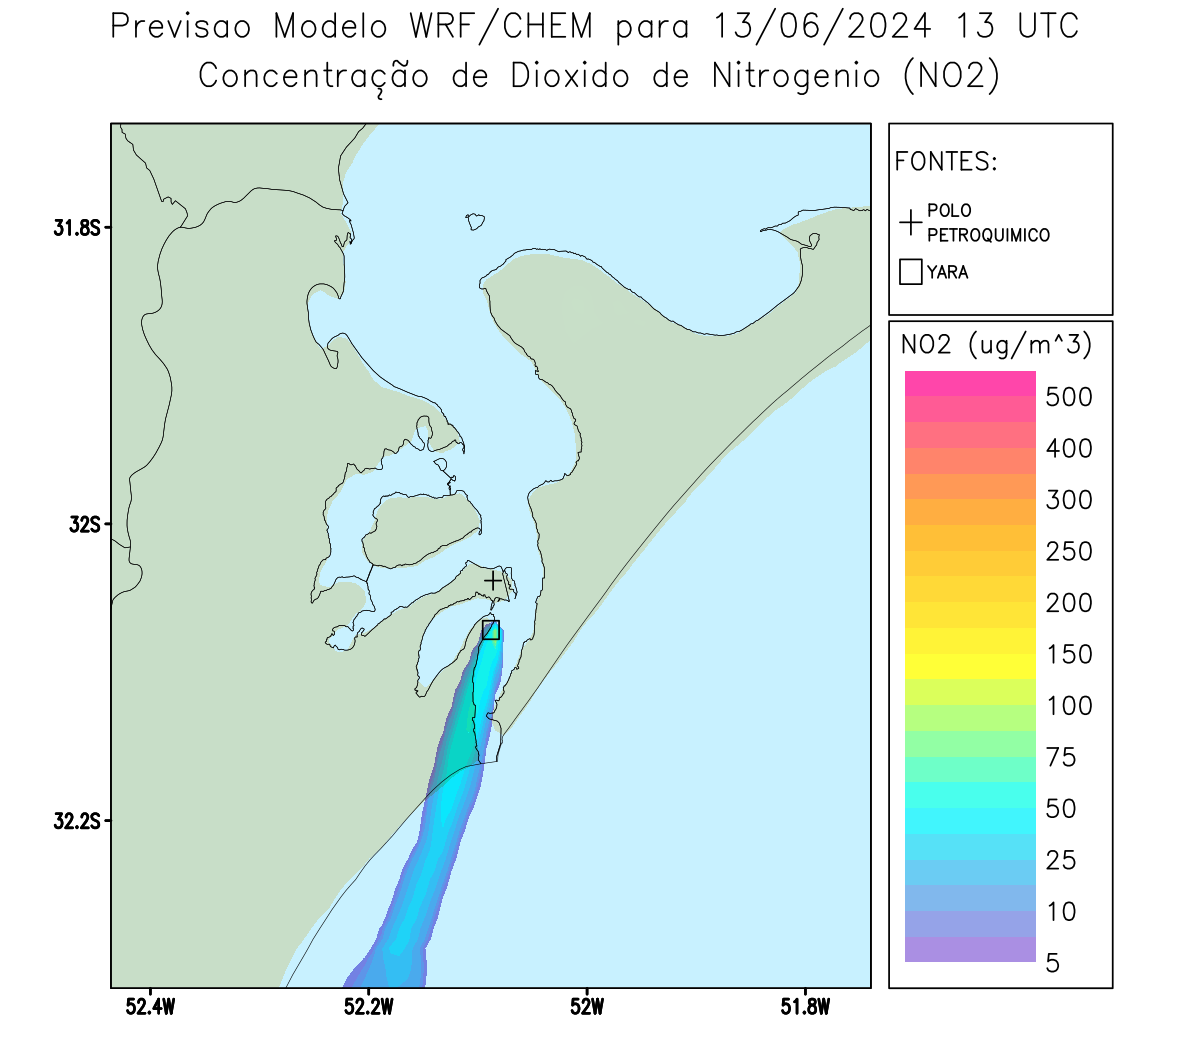 Previsao Modelo WRF/CHEM para 13/06/2024 13 UTC
Concentração de Dioxido de Nitrogenio (NO2)
FONTES:
POLO
PETROQUIMICO
YARA
31.8S
32S
32.2S
52.4W
52.2W
52W
51.8W
NO2 (ug/m^3)
500
400
300
250
200
150
100
75
50
25
10
5